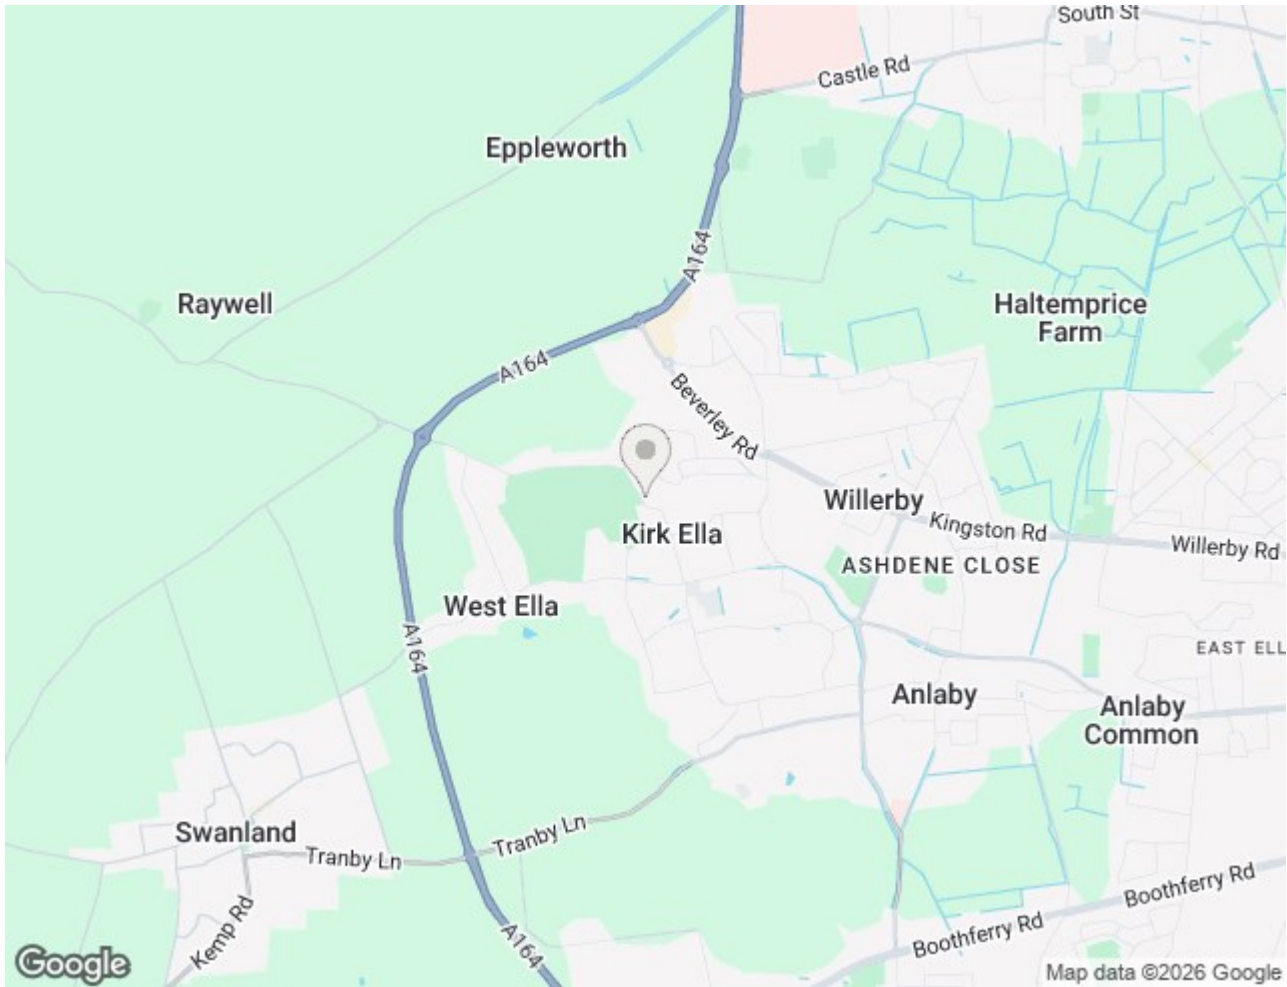 South St
Castle Rd
Eppleworth
A164
Raywell
Haltemprice
Farm
A164
Beverley Rd
Willerby
Kingston Rd
Kirk Ella
Willerby Rd
ASHDENE CLOSE
West Ella
A164
EAST ELL
Anlaby
Anlaby
Common
Swanland
Tranby Ln
Tranby Ln
Boothferry Rd
Kemp Rd
Boothferry Rd
A164
Google
Map data ©2026 Google